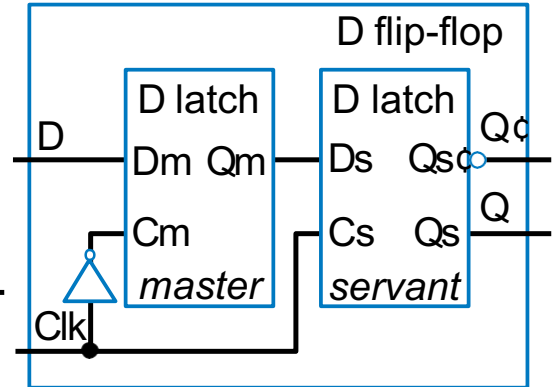 D flip-flop
D latch
D latch
D
Q¢
Dm Qm
Ds Qs¢
Q
Cm
Cs Qs
master
servant
Clk